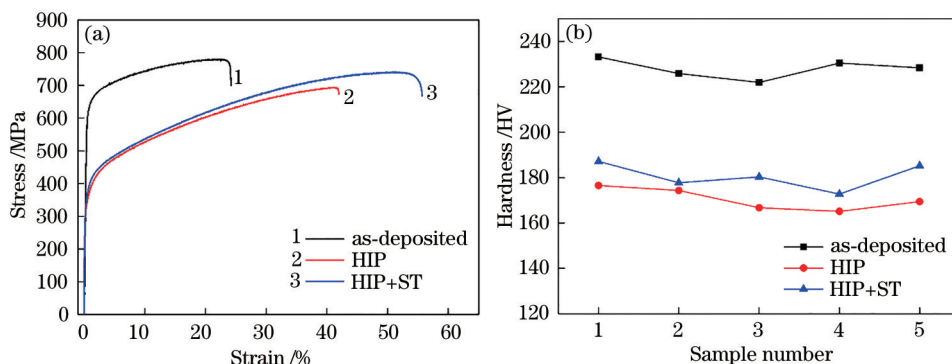 (a)
Stress /MPa
900
800
700
600
500
400
300
200
100
0
1
2
3
1 as-deposited
2 HIP
3 HIP+ST
0 10 20 30 40 50 60
Strain /%
(b)
Hardness /HV
240
220
200
180
160
140
120
as-deposited
HIP
HIP+ST
1 2 3 4 5
Sample number